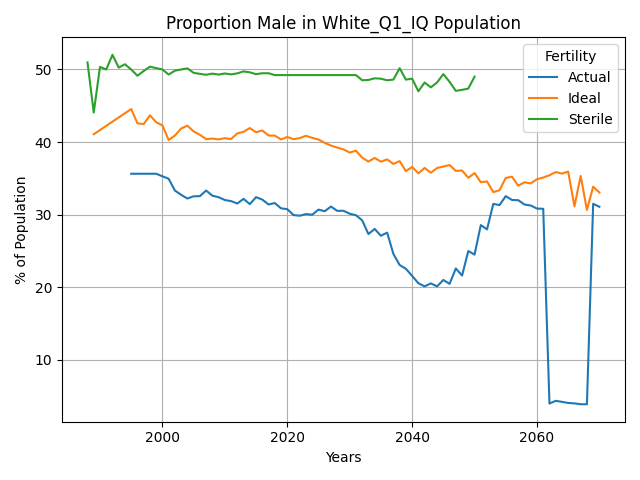 Proportion Male in White_Q1_IQ Population
Fertility
Actual
Ideal
Sterile
% of Population
50
40
30
20
10
2000
2020
2040
2060
Years